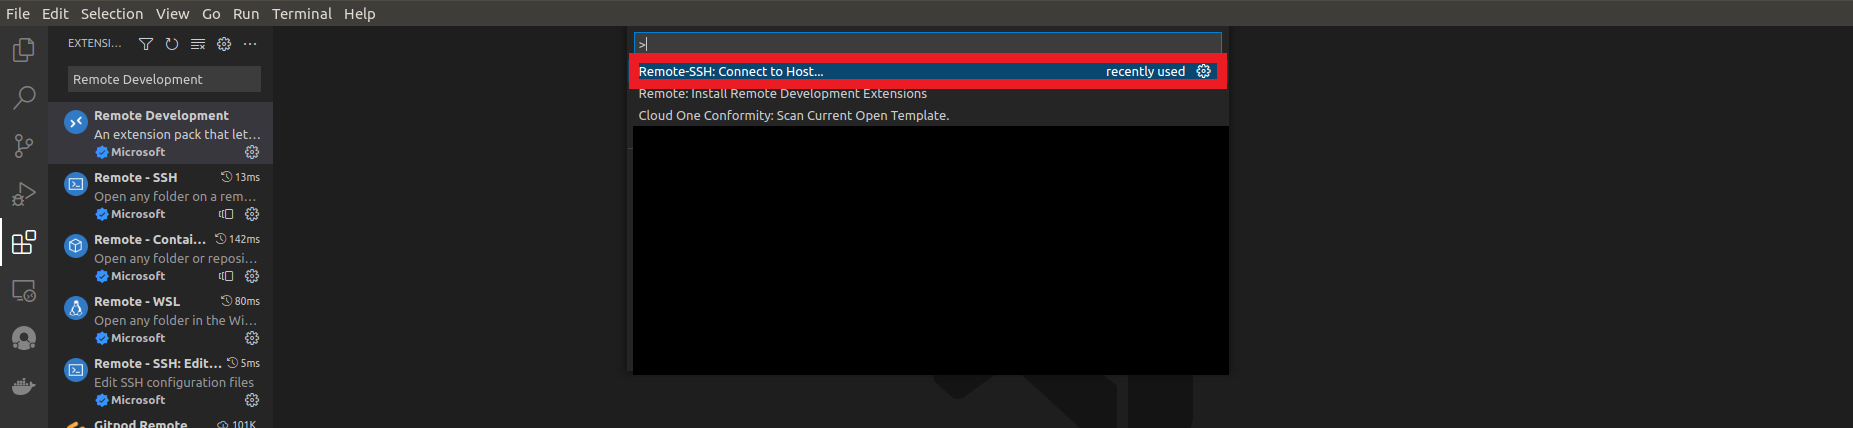 File Edit Selection View Go Run Terminal Help
EXTENSI...
Remote Development
Remote Development
An extension pack that let...
Microsoft
Remote - SSH 13ms
Open any folder on a rem...
Microsoft
Remote - Contai... 142ms
Open any folder or reposi...
Microsoft
Remote - WSL 80ms
Open any folder in the Wi...
Microsoft
Remote - SSH: Edit... 5ms
Edit SSH configuration files
Microsoft
Gitpod Remote 101K
>
Remote-SSH: Connect to Host... recently used
Remote: Install Remote Development Extensions
Cloud One Conformity: Scan Current Open Template.